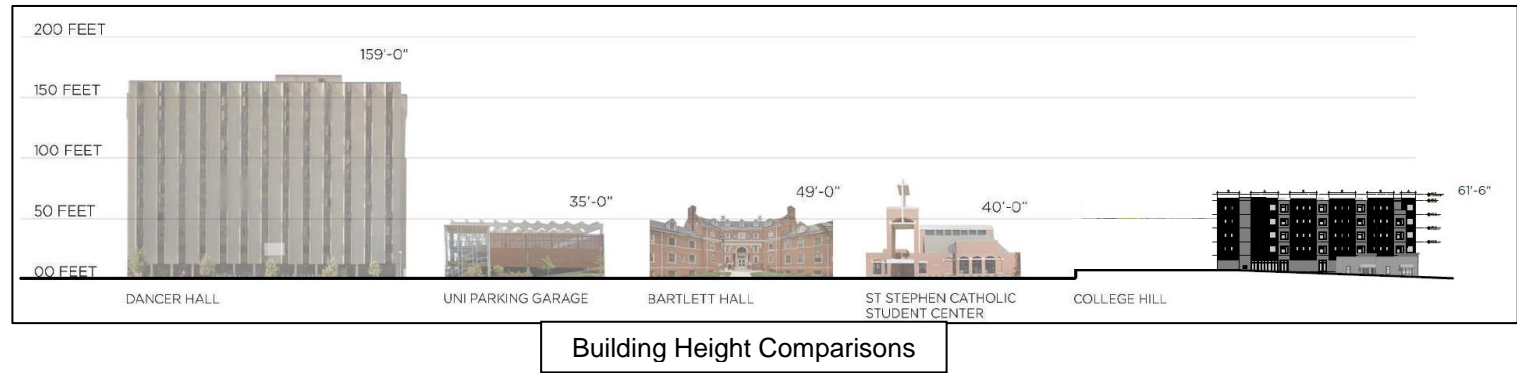 200 FEET
159'-0"
150 FEET
100 FEET
50 FEET
35'-0"
49'-0"
40'-0"
61'-6"
00 FEET
DANCER HALL
UNI PARKING GARAGE
BARTLETT HALL
ST STEPHEN CATHOLIC
STUDENT CENTER
COLLEGE HILL
Building Height Comparisons